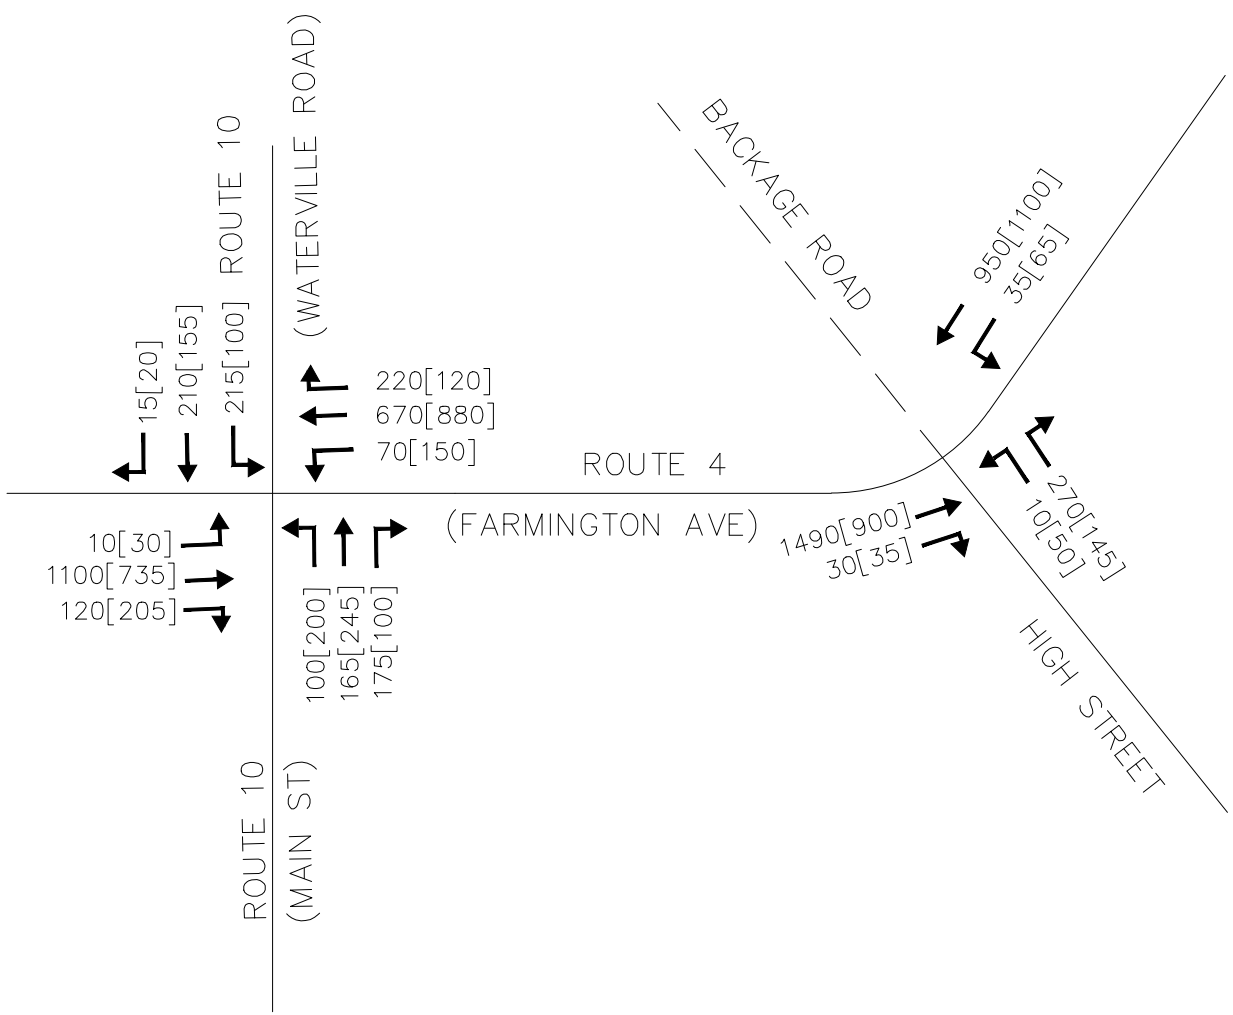 ROUTE 10
(WATERVILLE ROAD)
BACKAGE ROAD
950[1100]
35[65]
15[20]
210[155]
215[100]
220[120]
670[880]
70[150]
ROUTE 4
(FARMINGTON AVE)
10[30]
1100[735]
120[205]
100[200]
165[245]
175[100]
1490[900]
30[35]
270[145]
10[50]
HIGH STREET
ROUTE 10
(MAIN ST)